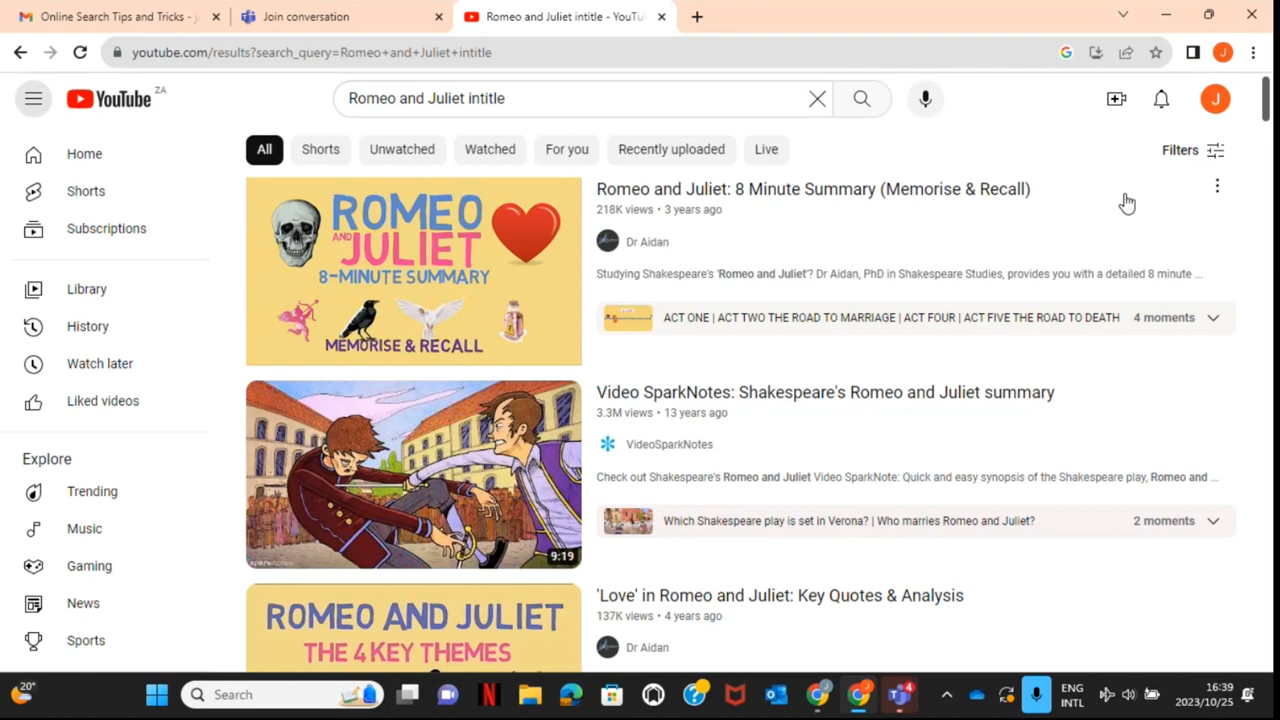 Online Search Tips and Tricks - j
Join conversation
Romeo and Juliet intitle - YouTu
youtube.com/results?search_query=Romeo+and+Juliet+intitle
J
YouTube ZA
Romeo and Juliet intitle
J
All
Shorts
Unwatched
Watched
For you
Recently uploaded
Live
Filters
Home
Shorts
Subscriptions
Library
History
Watch later
Liked videos
Explore
Trending
Music
Gaming
News
Sports
ROMEO
AND JULIET
8-MINUTE SUMMARY
MEMORISE & RECALL
Romeo and Juliet: 8 Minute Summary (Memorise & Recall)
218K views • 3 years ago
Dr Aidan
Studying Shakespeare's 'Romeo and Juliet'? Dr Aidan, PhD in Shakespeare Studies, provides you with a detailed 8 minute ...
ACT ONE | ACT TWO THE ROAD TO MARRIAGE | ACT FOUR | ACT FIVE THE ROAD TO DEATH 4 moments
sparknotes
9:19
Video SparkNotes: Shakespeare's Romeo and Juliet summary
3.3M views • 13 years ago
VideoSparkNotes
Check out Shakespeare's Romeo and Juliet Video SparkNote: Quick and easy synopsis of the Shakespeare play, Romeo and ...
Which Shakespeare play is set in Verona? | Who marries Romeo and Juliet? 2 moments
ROMEO AND JULIET
THE 4 KEY THEMES
'Love' in Romeo and Juliet: Key Quotes & Analysis
137K views • 4 years ago
Dr Aidan
20°
Search
4
ENG
INTL
16:39
2023/10/25